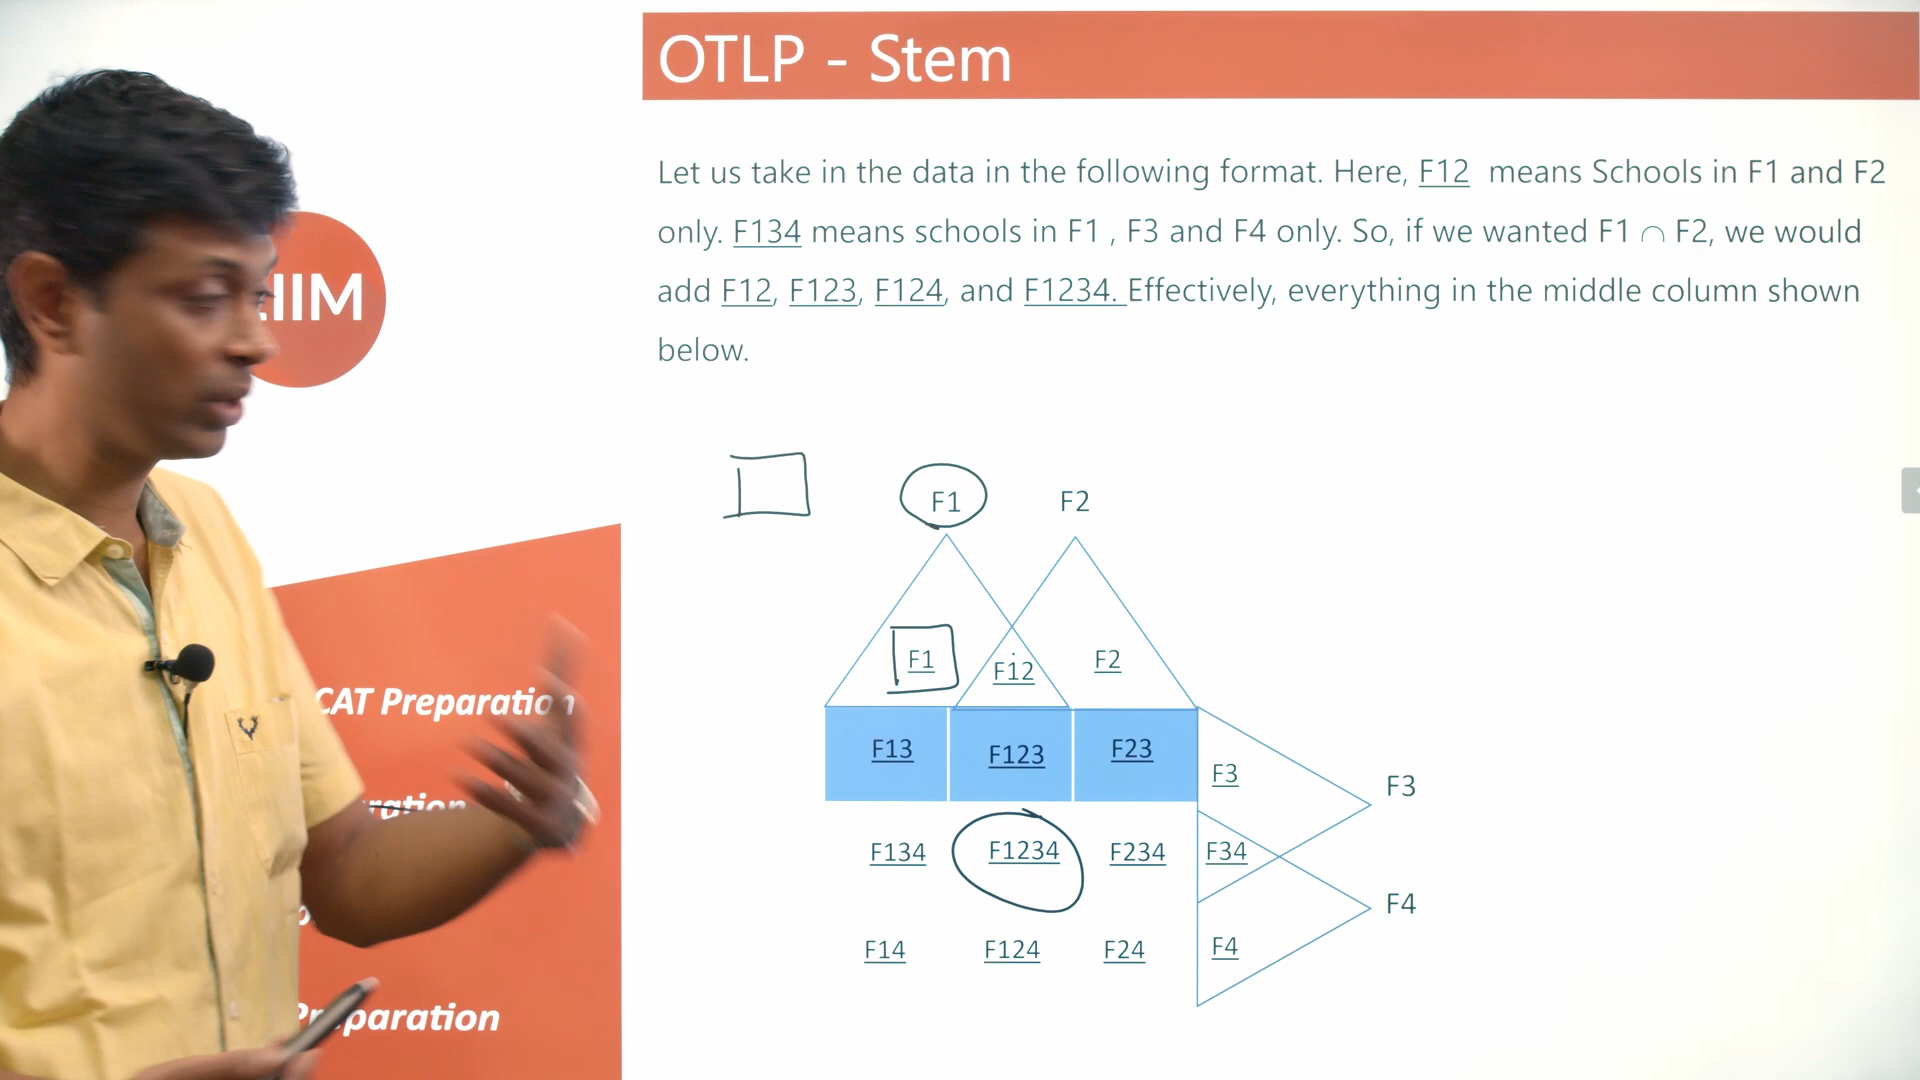 OTLP - Stem
Let us take in the data in the following format. Here, F12 means Schools in F1 and F2
only. F134 means schools in F1 , F3 and F4 only. So, if we wanted F1 ∩ F2, we would
add F12, F123, F124, and F1234. Effectively, everything in the middle column shown
below.
IIM
CAT Preparation
Preparation
F1 F2
F1 F12 F2
F13 F123 F23
F3
F3
F134 F1234 F234 F34
F4
F14 F124 F24 F4